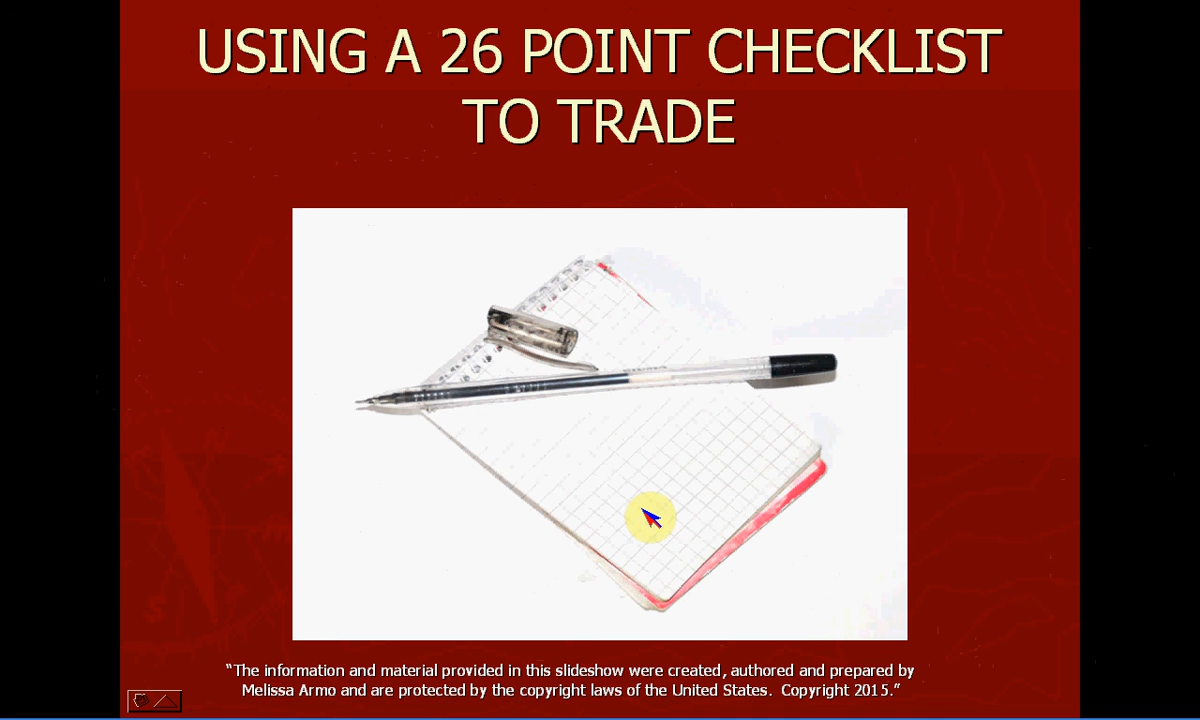 USING A 26 POINT CHECKLIST
TO TRADE
“The information and material provided in this slideshow were created, authored and prepared by
Melissa Armo and are protected by the copyright laws of the United States.  Copyright 2015.”